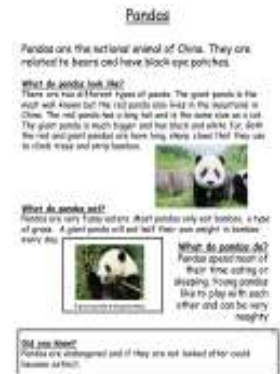 Pandas
Pandas are the national animal of China. They are
related to bears and have black eye patches.
What do pandas look like?
There are two different types of panda. The giant panda is the
most well known but the red panda also lives in the mountains in
China. The red panda has a long tail and is the same size as a cat.
The giant panda is much bigger and has black and white fur. Both
the red and giant pandas have long, sharp, claws that they use
to climb trees and strip bamboo.
What do pandas eat?
Pandas are very funny eaters. Most pandas only eat bamboo, a type
of grass. A giant panda will eat half their own weight in bamboo
every day.
What do pandas do?
Pandas spend most of
their time eating or
sleeping. Young pandas
like to play with each
other and can be very
naughty
Did you know?
Pandas are endangered and if they are not looked after could
become extinct.